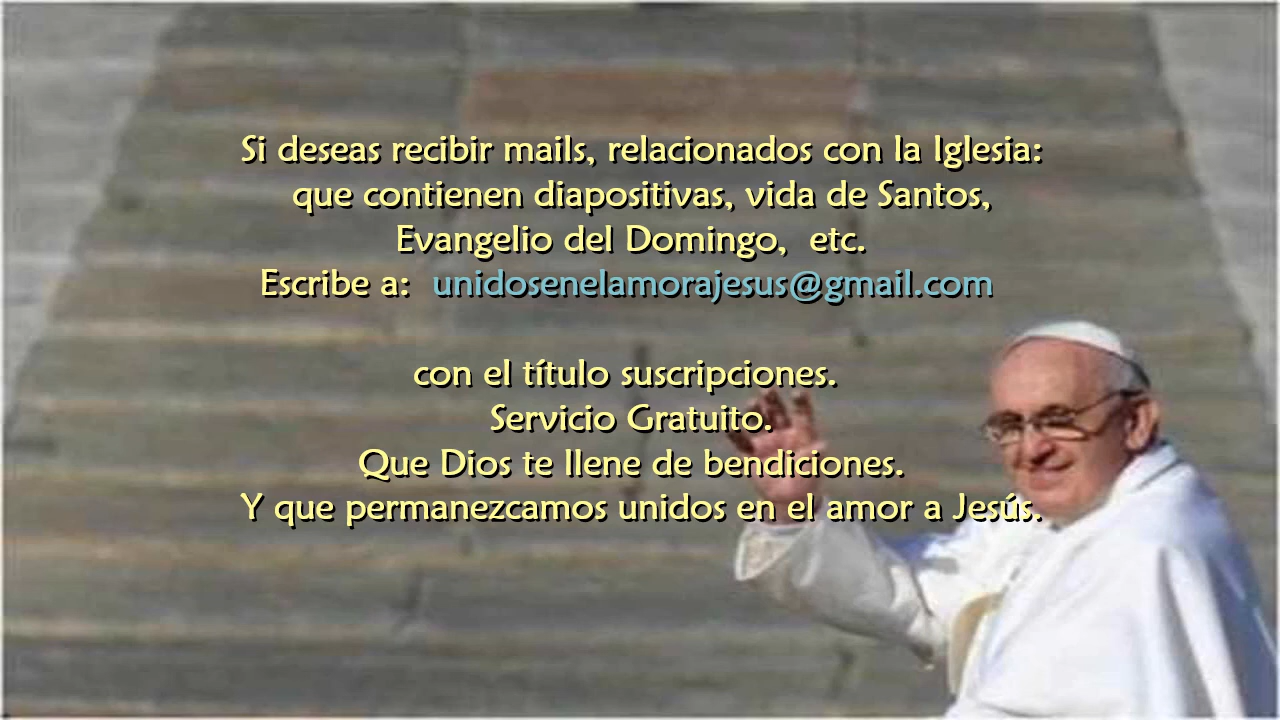 Si deseas recibir mails, relacionados con la Iglesia:
que contienen diapositivas, vida de Santos,
Evangelio del Domingo,  etc.
Escribe a:  unidosenelamorajesus@gmail.com
con el título suscripciones.
Servicio Gratuito.
Que Dios te llene de bendiciones.
Y que permanezcamos unidos en el amor a Jesús.